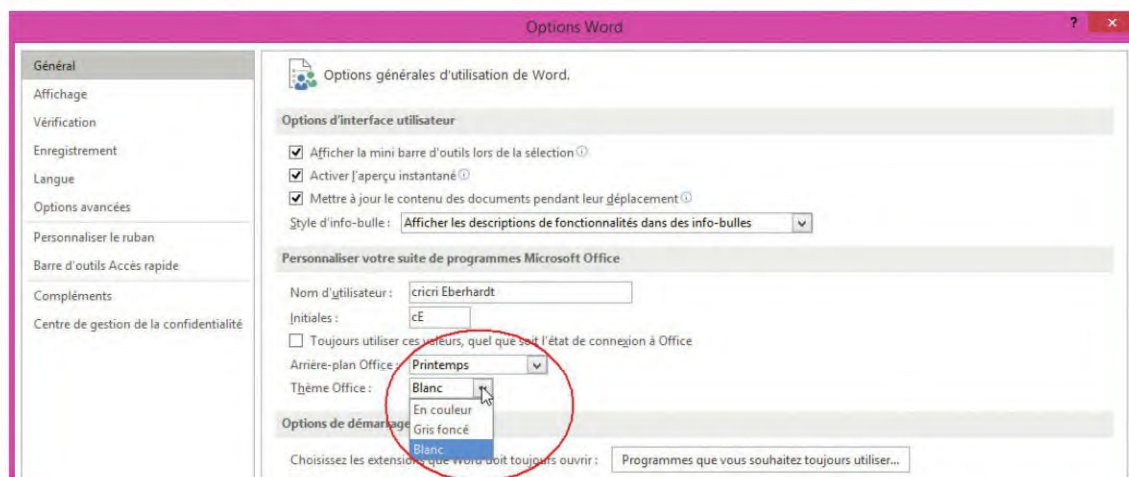 Options Word
?
Général
Affichage
Vérification
Enregistrement
Langue
Options avancées
Personnaliser le ruban
Barre d'outils Accès rapide
Compléments
Centre de gestion de la confidentialité
Options générales d'utilisation de Word.
Options d'interface utilisateur
Afficher la mini barre d'outils lors de la sélection
Activer l'aperçu instantané
Mettre à jour le contenu des documents pendant leur déplacement
Style d'info-bulle : Afficher les descriptions de fonctionnalités dans des info-bulles
Personnaliser votre suite de programmes Microsoft Office
Nom d'utilisateur : cricri Eberhardt
Initiales : cE
Toujours utiliser ces valeurs, quel que soit l'état de connexion à Office
Arrière-plan Office : Printemps
Thème Office : Blanc
En couleur
Gris foncé
Blanc
Options de démarrage
Choisissez les extensions que Word doit toujours ouvrir : Programmes que vous souhaitez toujours utiliser...